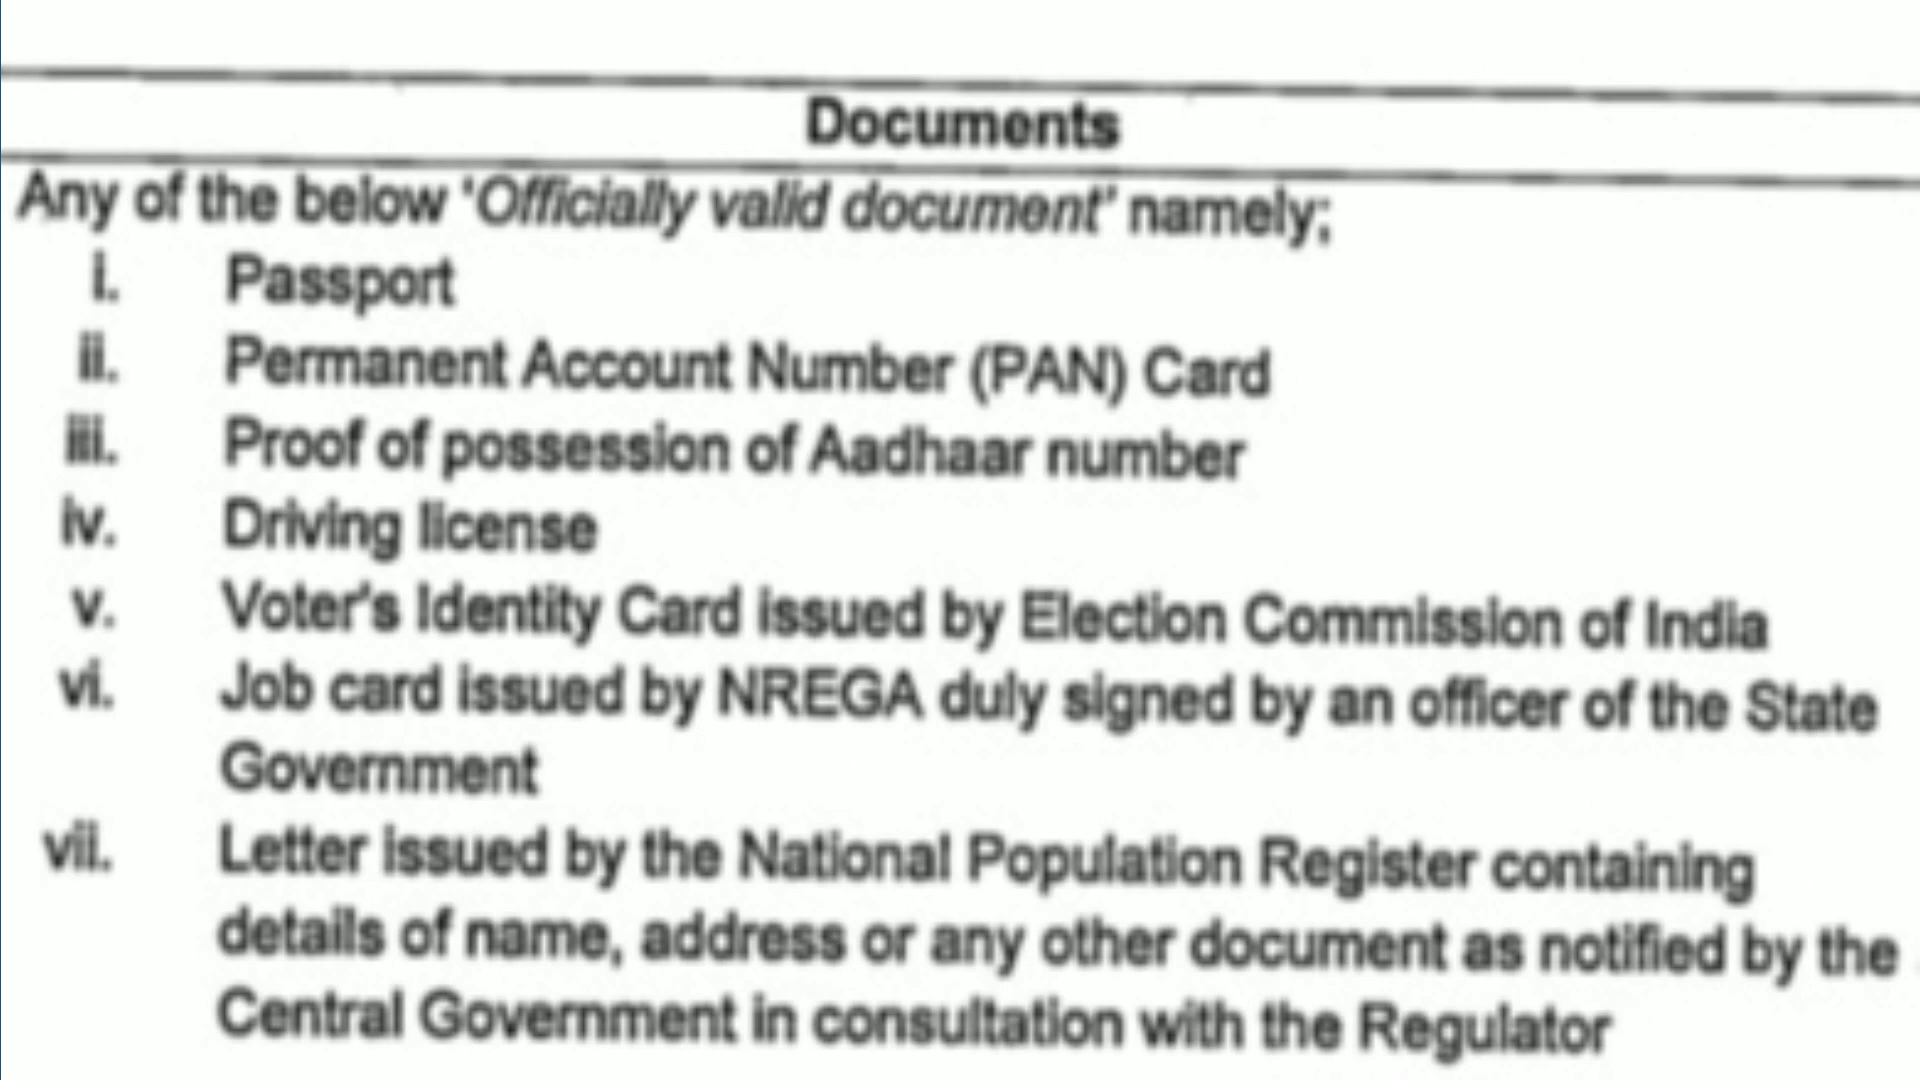 Documents
Any of the below 'Officially valid document' namely;
i. Passport
ii. Permanent Account Number (PAN) Card
iii. Proof of possession of Aadhaar number
iv. Driving license
v. Voter's Identity Card issued by Election Commission of India
vi. Job card issued by NREGA duly signed by an officer of the State
Government
vii. Letter issued by the National Population Register containing
details of name, address or any other document as notified by the
Central Government in consultation with the Regulator